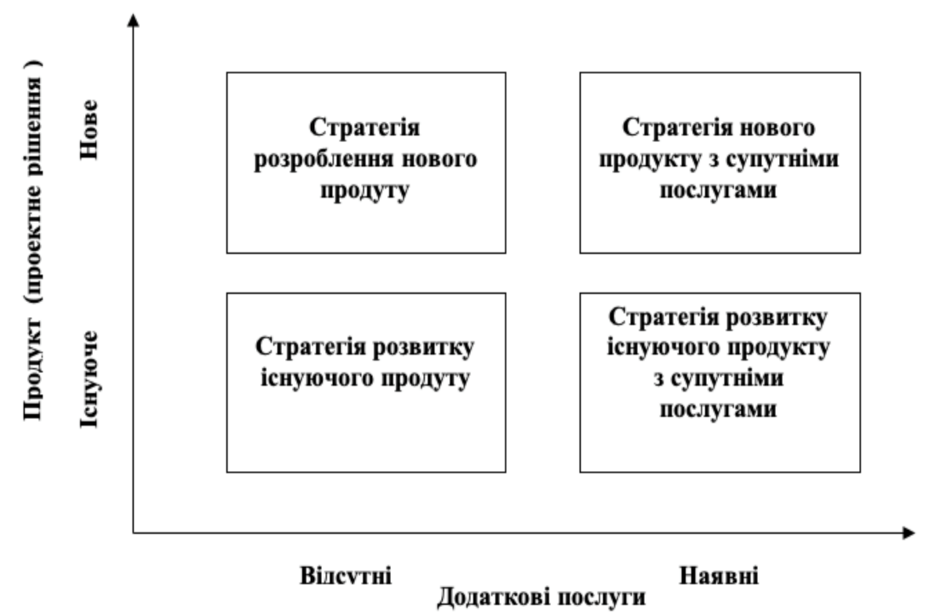 Продукт (проектне рішення )
Нове
Існуюче
Стратегія
розроблення нового
продуту
Стратегія нового
продукту з супутніми
послугами
Стратегія розвитку
існуючого продуту
Стратегія розвитку
існуючого продукту
з супутніми
послугами
Відсутні
Наявні
Додаткові послуги